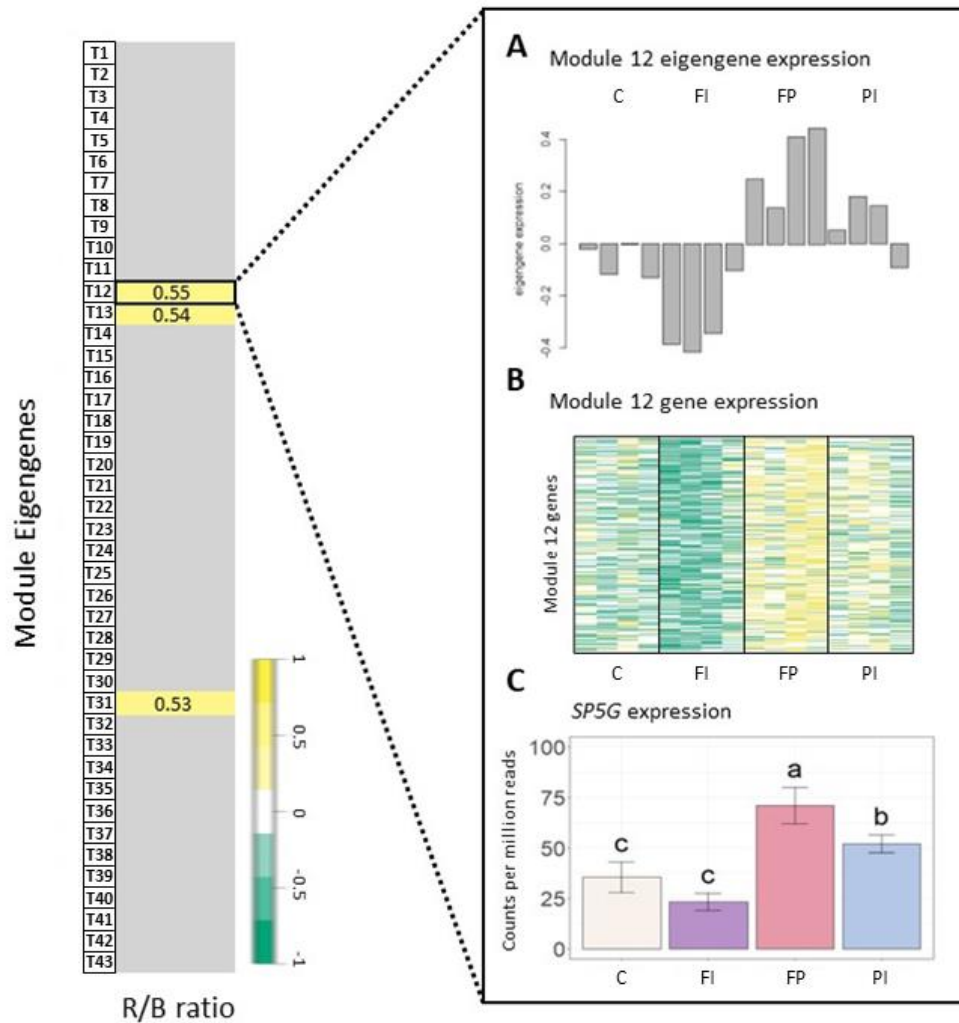 Module Eigengenes
T1
T2
T3
T4
T5
T6
T7
T8
T9
T10
T11
T12
0.55
T13
0.54
T14
T15
T16
T17
T18
T19
T20
T21
T22
T23
T24
T25
T26
T27
T28
T29
T30
T31
0.53
T32
T33
T34
T35
T36
T37
T38
T39
T40
T41
T42
T43
R/B ratio
1
0.5
0
-0.5
-1
A
Module 12 eigengene expression
C FI FP PI
eigengene expression
0.4
0.2
0.0
-0.2
-0.4
B
Module 12 gene expression
Module 12 genes
C FI FP PI
C
SP5G expression
Counts per million reads
100
75
50
25
0
c c a b
C FI FP PI